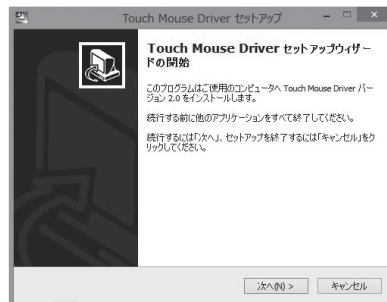 Touch Mouse Driver セットアップ
Touch Mouse Driver セットアップウィザー
ドの開始
このプログラムはご使用のコンピュータへ Touch Mouse Driver バー
ジョン 2.0 をインストールします。
続行する前に他のアプリケーションをすべて終了してください。
続行するには「次へ」、セットアップを終了するには「キャンセル」をク
リックしてください。
次へ(N) >
キャンセル